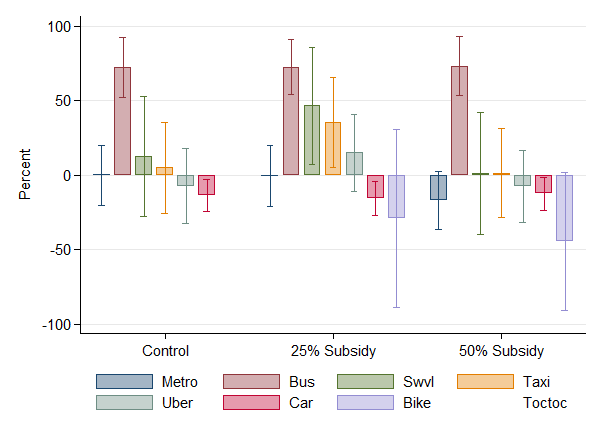 100
50
0
-50
-100
Percent
Control 25% Subsidy 50% Subsidy
Metro Bus Swvl Taxi
Uber Car Bike Toctoc